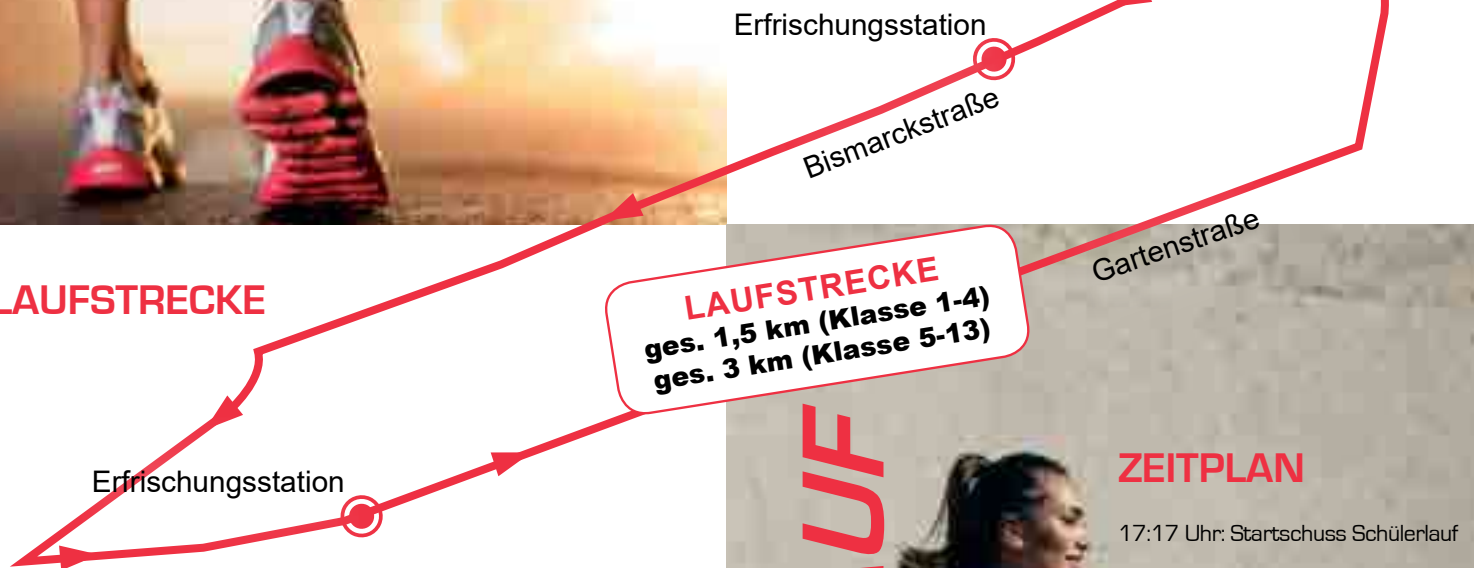 Erfrischungsstation
Bismarckstraße
Gartenstraße
LAUFSTRECKE
LAUFSTRECKE
ges. 1,5 km (Klasse 1-4)
ges. 3 km (Klasse 5-13)
Erfrischungsstation
UF
ZEITPLAN
17:17 Uhr: Startschuss Schülerlauf